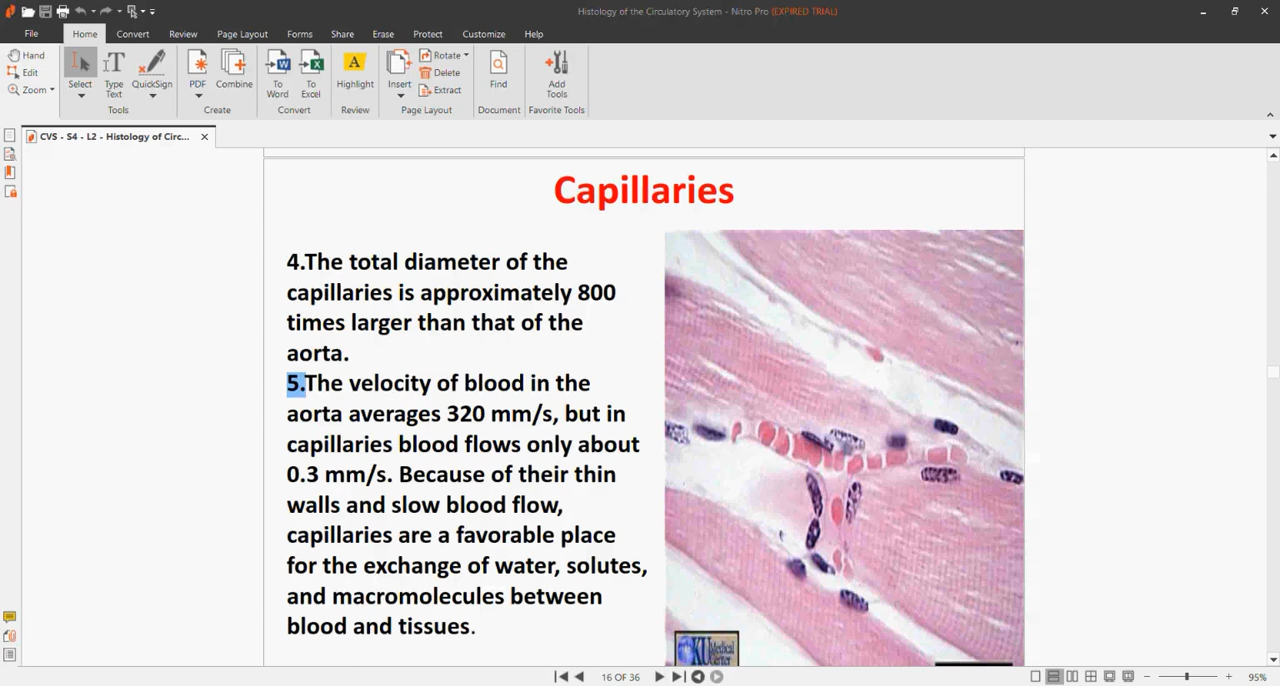 Histology of the Circulatory System - Nitro Pro (EXPIRED TRIAL)
File Home Convert Review Page Layout Forms Share Erase Protect Customize Help
Hand
Edit
Zoom
Select
Type Text
QuickSign
Tools
PDF
Combine
Create
To Word
To Excel
Convert
Highlight
Review
Insert
Rotate
Delete
Extract
Page Layout
Find
Document
Add Tools
Favorite Tools
CVS - S4 - L2 - Histology of Circ...
Capillaries
4.The total diameter of the
capillaries is approximately 800
times larger than that of the
aorta.
5.The velocity of blood in the
aorta averages 320 mm/s, but in
capillaries blood flows only about
0.3 mm/s. Because of their thin
walls and slow blood flow,
capillaries are a favorable place
for the exchange of water, solutes,
and macromolecules between
blood and tissues.
KU Medical
Center
16 OF 36
95%